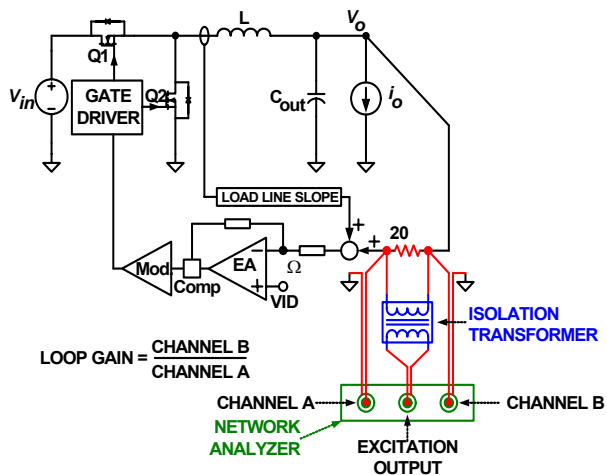 L
Vo
Q1
Vin
+
−
GATE
DRIVER
Q2
Cout
io
LOAD LINE SLOPE
+
+
20
Mod
Comp
EA
−
+
Ω
VID
ISOLATION
TRANSFORMER
LOOP GAIN = CHANNEL B
CHANNEL A
CHANNEL A
CHANNEL B
NETWORK
ANALYZER
EXCITATION
OUTPUT